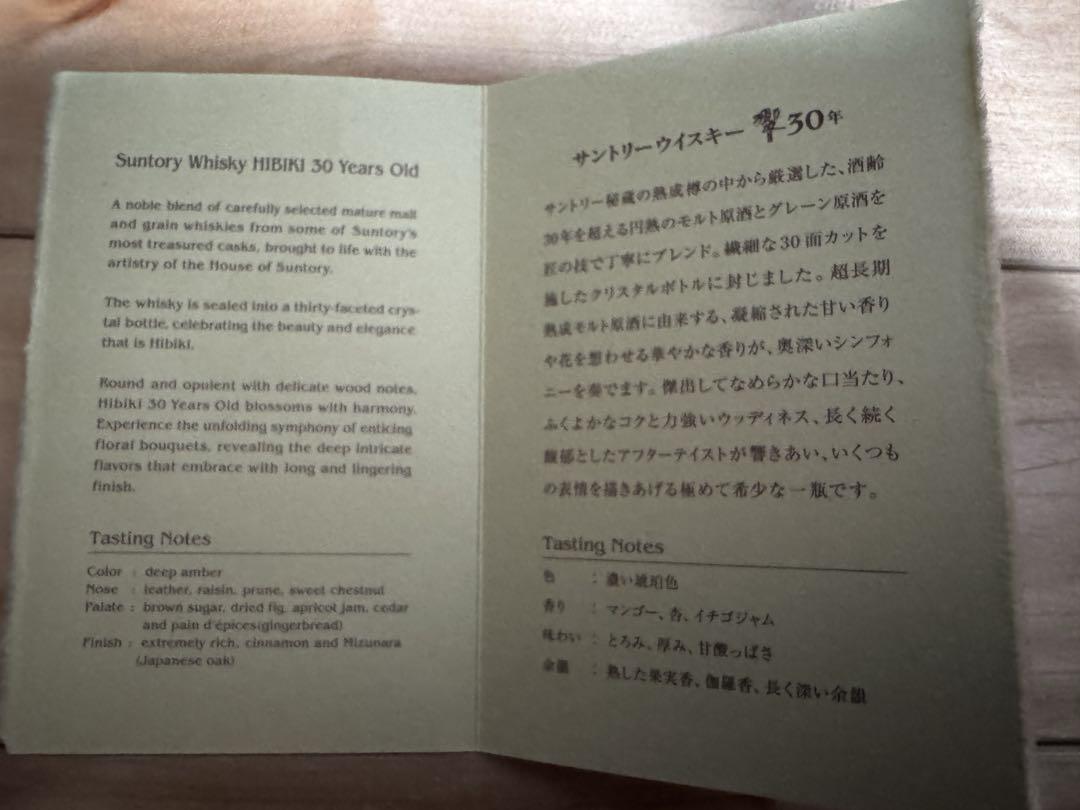 Suntory Whisky HIBIKI 30 Years Old
A noble blend of carefully selected mature malt
and grain whiskies from some of Suntory's
most treasured casks, brought to life with the
artistry of the House of Suntory.
The whisky is sealed into a thirty-faceted crys-
tal bottle, celebrating the beauty and elegance
that is Hibiki.
Round and opulent with delicate wood notes,
Hibiki 30 Years Old blossoms with harmony.
Experience the unfolding symphony of enticing
floral bouquets, revealing the deep intricate
flavors that embrace with long and lingering
finish.
Tasting Notes
Color : deep amber
Nose : leather, raisin, prune, sweet chestnut
Palate : brown sugar, dried fig, apricot jam, cedar
and pain d'épices(gingerbread)
Finish : extremely rich, cinnamon and Mizunara
(Japanese oak)
サントリーウイスキー 響30年
サントリー秘蔵の熟成樽の中から厳選した、酒齢
30年を超える円熟のモルト原酒とグレーン原酒を
匠の技で丁寧にブレンド。繊細な30面カットを
施したクリスタルボトルに封じました。超長期
熟成モルト原酒に由来する、凝縮された甘い香り
や花を想わせる華やかな香りが、奥深いシンフォ
ニーを奏でます。傑出してなめらかな口当たり、
ふくよかなコクと力強いウッディネス、長く続く
馥郁としたアフターテイストが響きあい、いくつも
の表情を描きあげる極めて希少な一瓶です。
Tasting Notes
色 : 濃い琥珀色
香り : マンゴー、杏、イチゴジャム
味わい : とろみ、厚み、甘酸っぱさ
余韻 : 熟した果実香、伽羅香、長く深い余韻